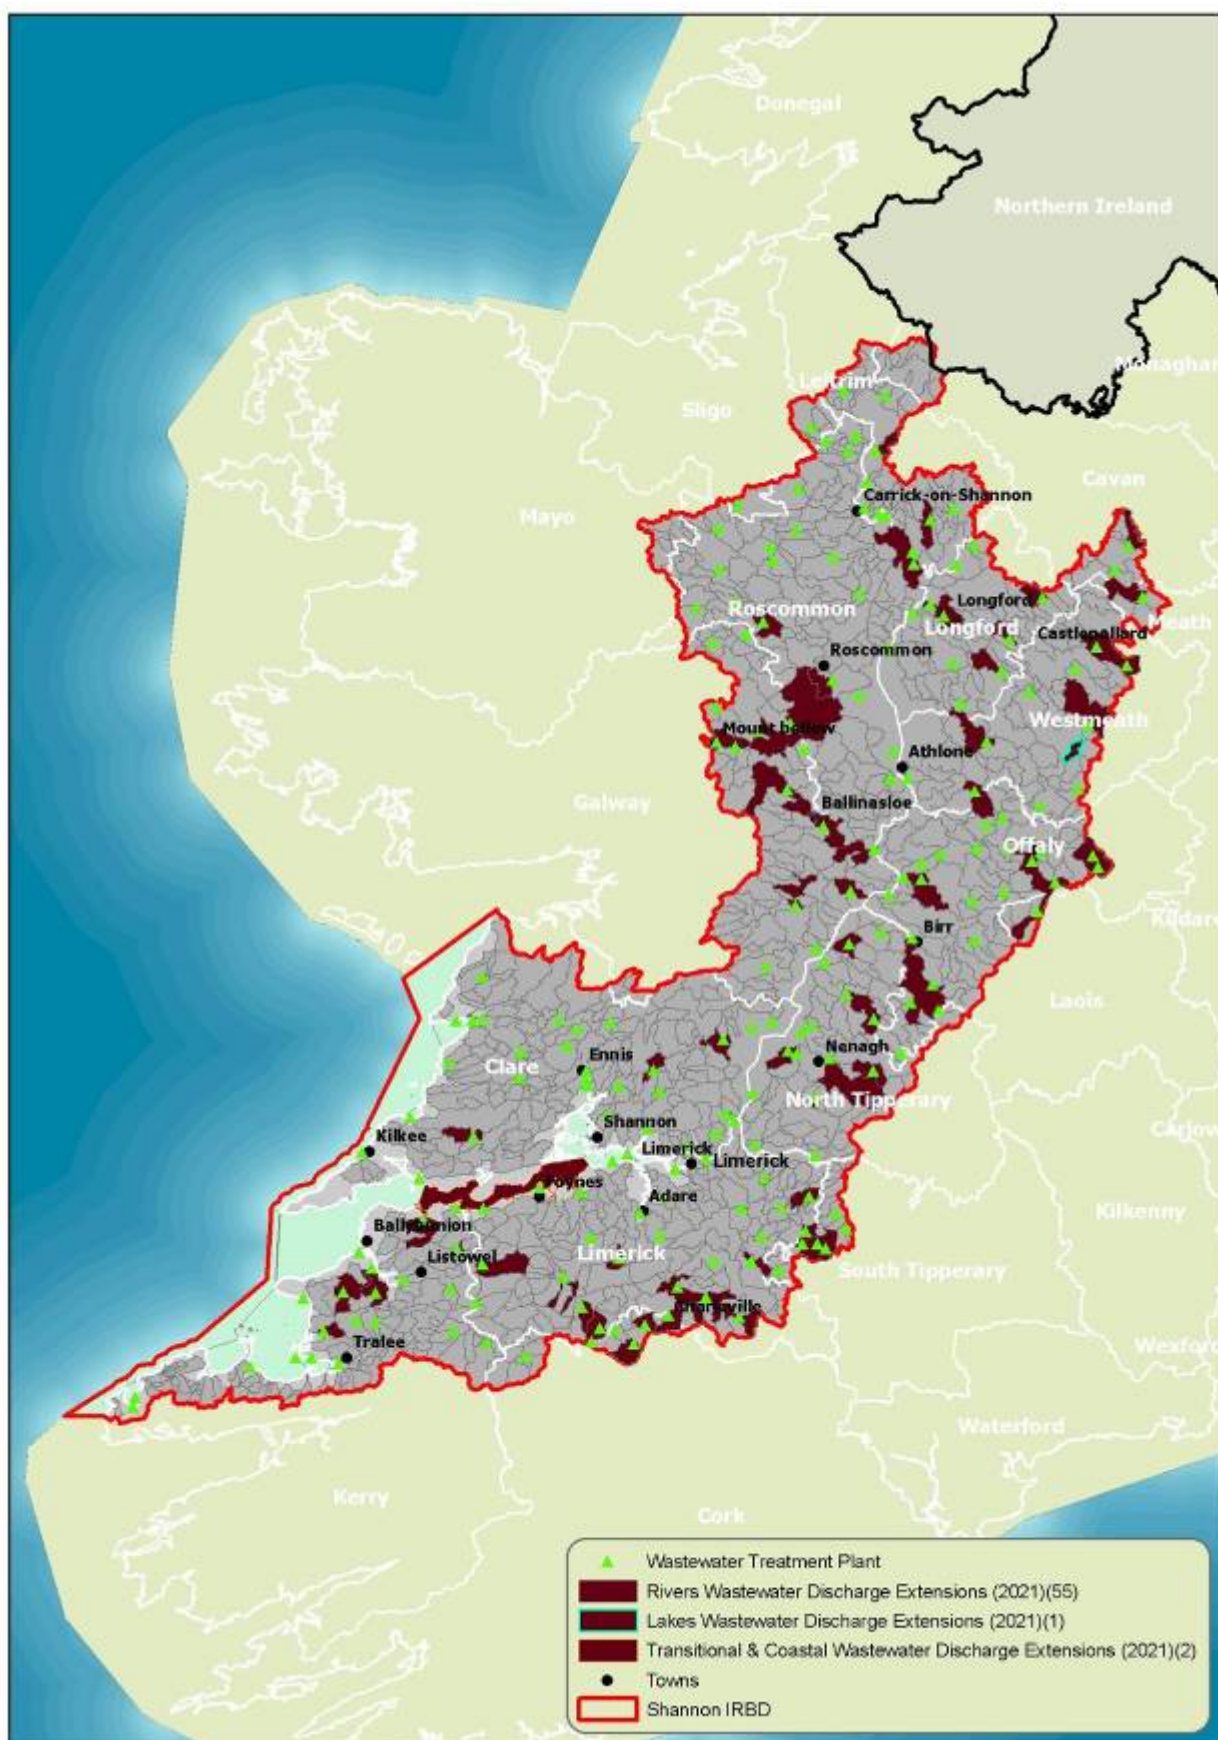 Donegal
Northern Ireland
Monaghan
Leitrim
Sligo
Cavan
Carrick-on-Shannon
Mayo
Longford
Roscommon
Longford
Meath
Castlepollard
Roscommon
Westmeath
Mount bellew
Athlone
Galway
Ballinasloe
Offaly
Kildare
Birr
Laois
Nenagh
Ennis
Clare
North Tipperary
Shannon
Carlow
Kilkee
Limerick
Limerick
Foynes
Adare
Kilkenny
Ballybunion
Limerick
Listowel
South Tipperary
Charleville
Wexford
Tralee
Waterford
Kerry
Cork
Wastewater Treatment Plant
Rivers Wastewater Discharge Extensions (2021)(55)
Lakes Wastewater Discharge Extensions (2021)(1)
Transitional & Coastal Wastewater Discharge Extensions (2021)(2)
Towns
Shannon IRBD